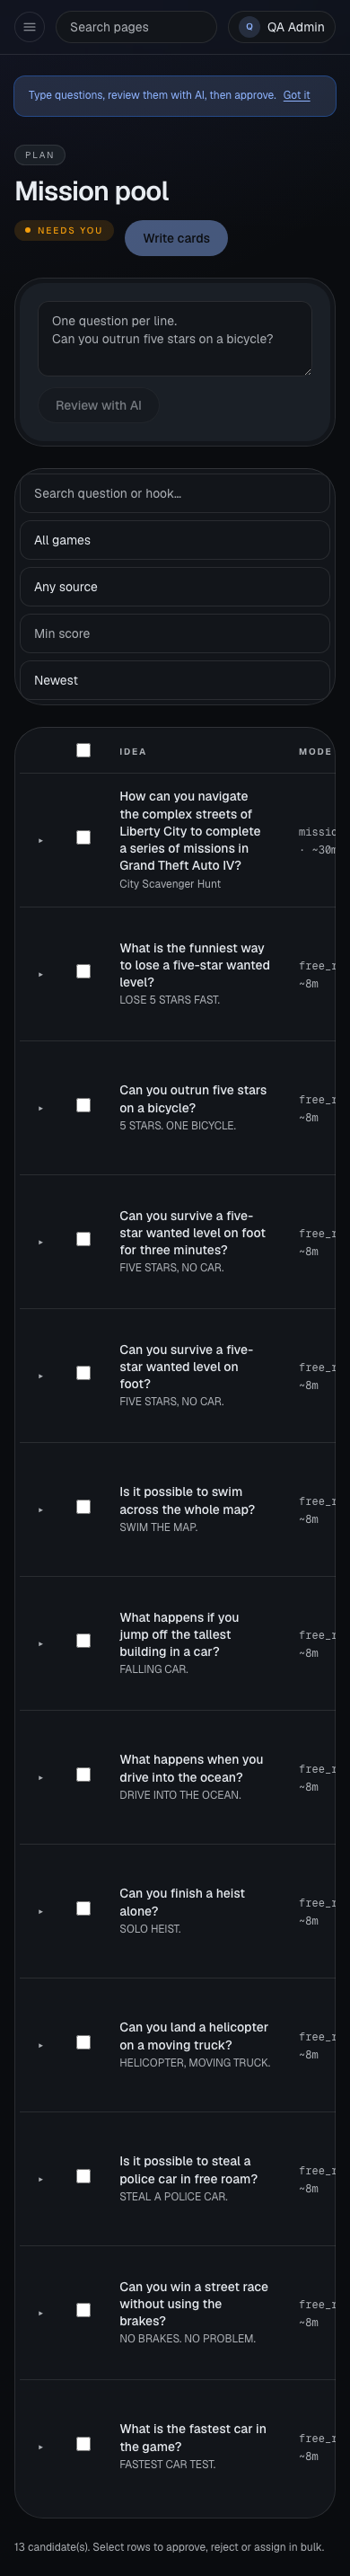 Search pages
Q
QA Admin
Type questions, review them with AI, then approve. Got it
PLAN
Mission pool
NEEDS YOU
Write cards
One question per line.
Can you outrun five stars on a bicycle?
Review with AI
Search question or hook...
All games
Any source
Min score
Newest
IDEA
MODE
How can you navigate
the complex streets of
Liberty City to complete
a series of missions in
Grand Theft Auto IV?
City Scavenger Hunt
· ~30m
What is the funniest way
to lose a five-star wanted
level?
LOSE 5 STARS FAST.
~8m
Can you outrun five stars
on a bicycle?
5 STARS. ONE BICYCLE.
~8m
Can you survive a five-
star wanted level on foot
for three minutes?
FIVE STARS, NO CAR.
~8m
Can you survive a five-
star wanted level on
foot?
FIVE STARS, NO CAR.
~8m
Is it possible to swim
across the whole map?
SWIM THE MAP.
~8m
What happens if you
jump off the tallest
building in a car?
FALLING CAR.
~8m
What happens when you
drive into the ocean?
DRIVE INTO THE OCEAN.
~8m
Can you finish a heist
alone?
SOLO HEIST.
~8m
Can you land a helicopter
on a moving truck?
HELICOPTER, MOVING TRUCK.
~8m
Is it possible to steal a
police car in free roam?
STEAL A POLICE CAR.
~8m
Can you win a street race
without using the
brakes?
NO BRAKES. NO PROBLEM.
~8m
What is the fastest car in
the game?
FASTEST CAR TEST.
~8m
13 candidate(s). Select rows to approve, reject or assign in bulk.